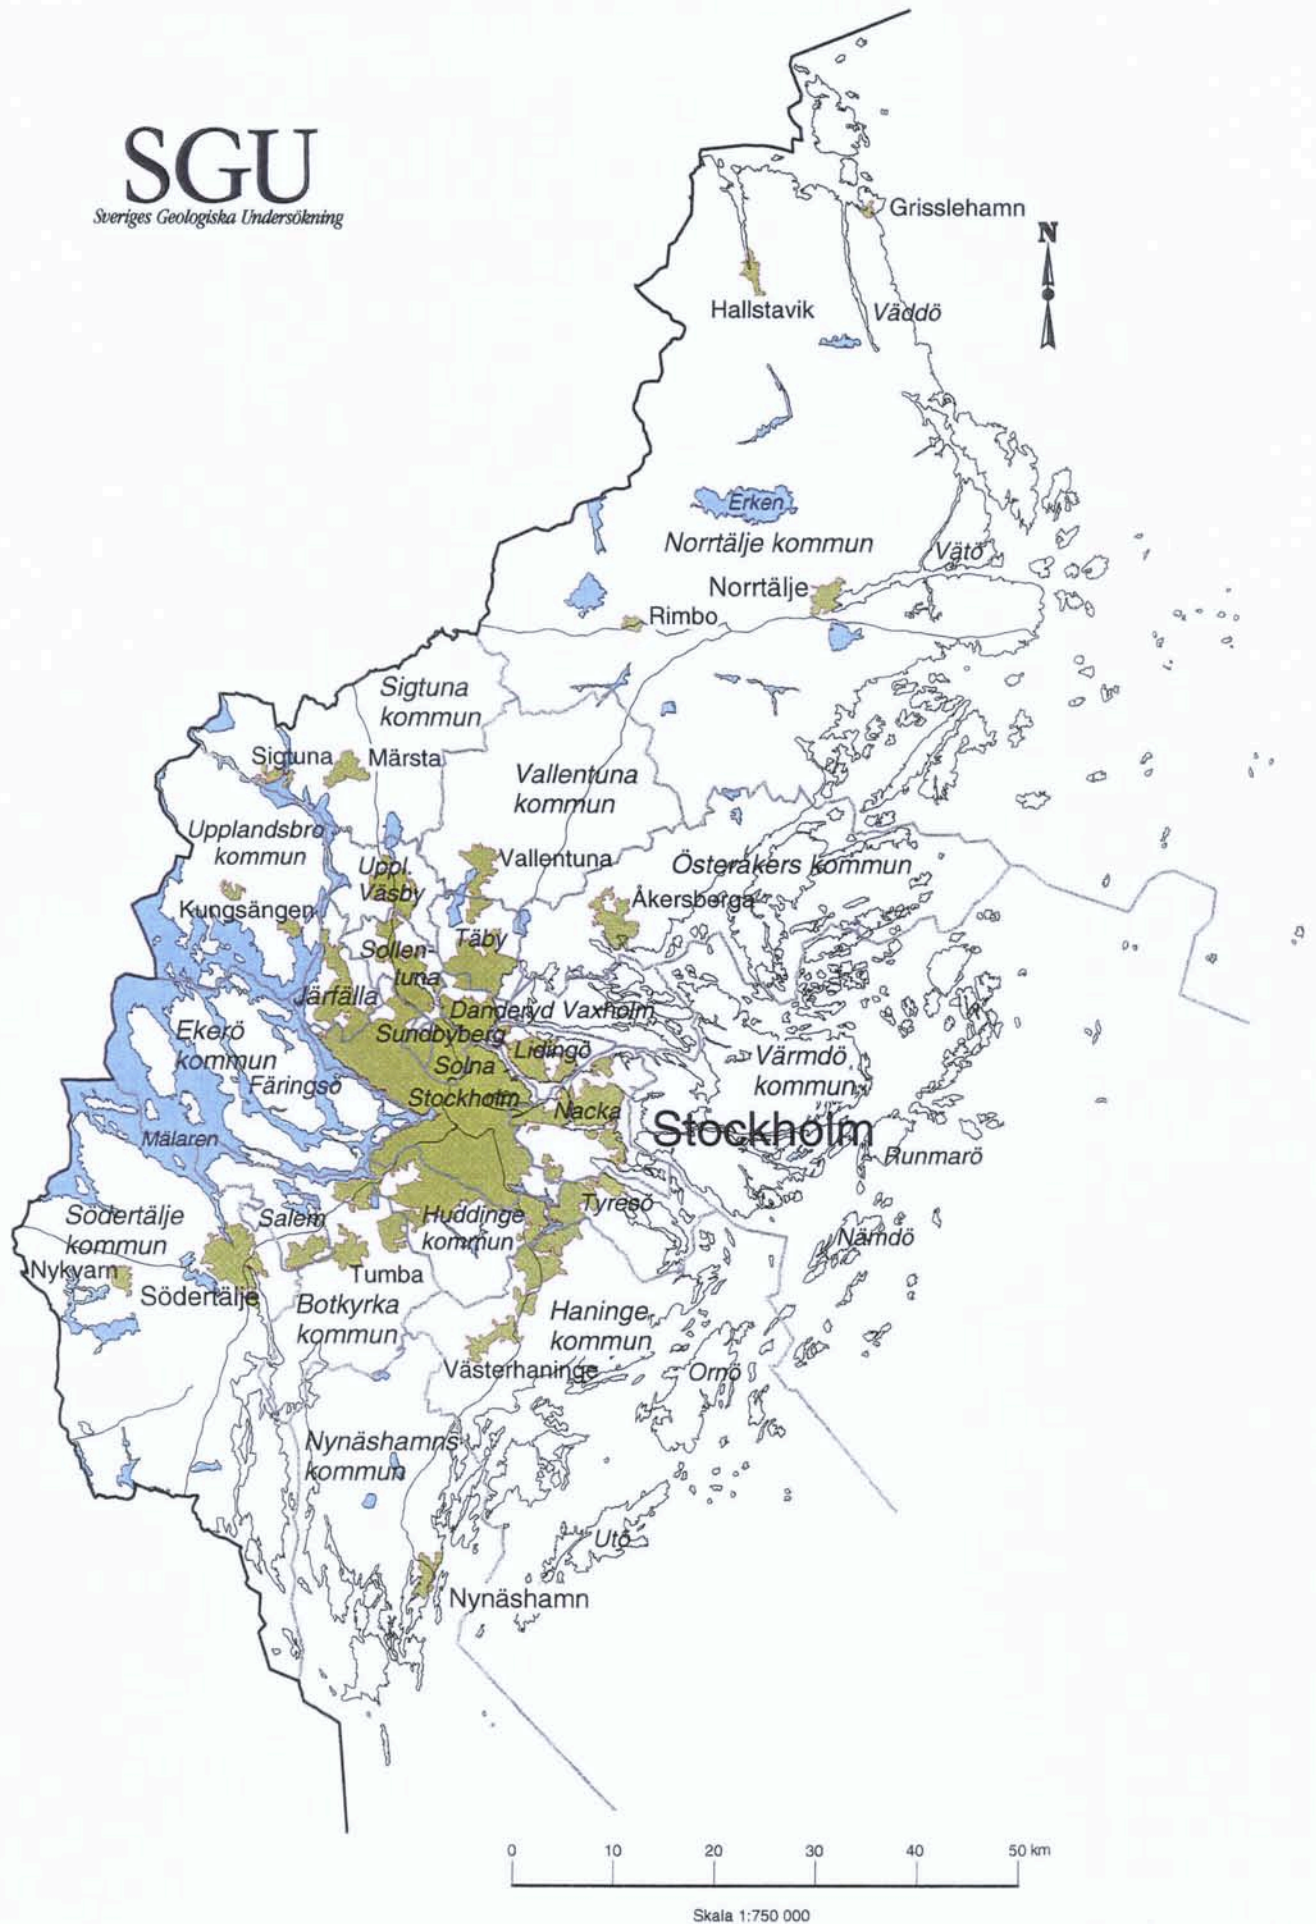 SGU
Sveriges Geologiska Undersökning
Grisslehamn
N
Hallstavik
Väddö
Erken
Norrtälje kommun
Vätö
Norrtälje
Rimbo
Sigtuna
kommun
Sigtuna
Märsta
Vallentuna
kommun
Upplandsbro
kommun
Uppl.
Väsby
Vallentuna
Österåkers kommun
Åkersberga
Kungsängen
Sollen-
tuna
Täby
Järfälla
Danderyd
Vaxholm
Ekerö
kommun
Sundbyberg
Lidingö
Solna
Värmdö
kommun
Färingsö
Stockholm
Nacka
Stockholm
Mälaren
Runmarö
Södertälje
kommun
Salem
Huddinge
kommun
Tyresö
Nämdö
Nykvarn
Södertälje
Tumba
Botkyrka
kommun
Haninge
kommun
Västerhaninge
Ornö
Nynäshamns
kommun
Utö
Nynäshamn
0 10 20 30 40 50 km
Skala 1:750 000